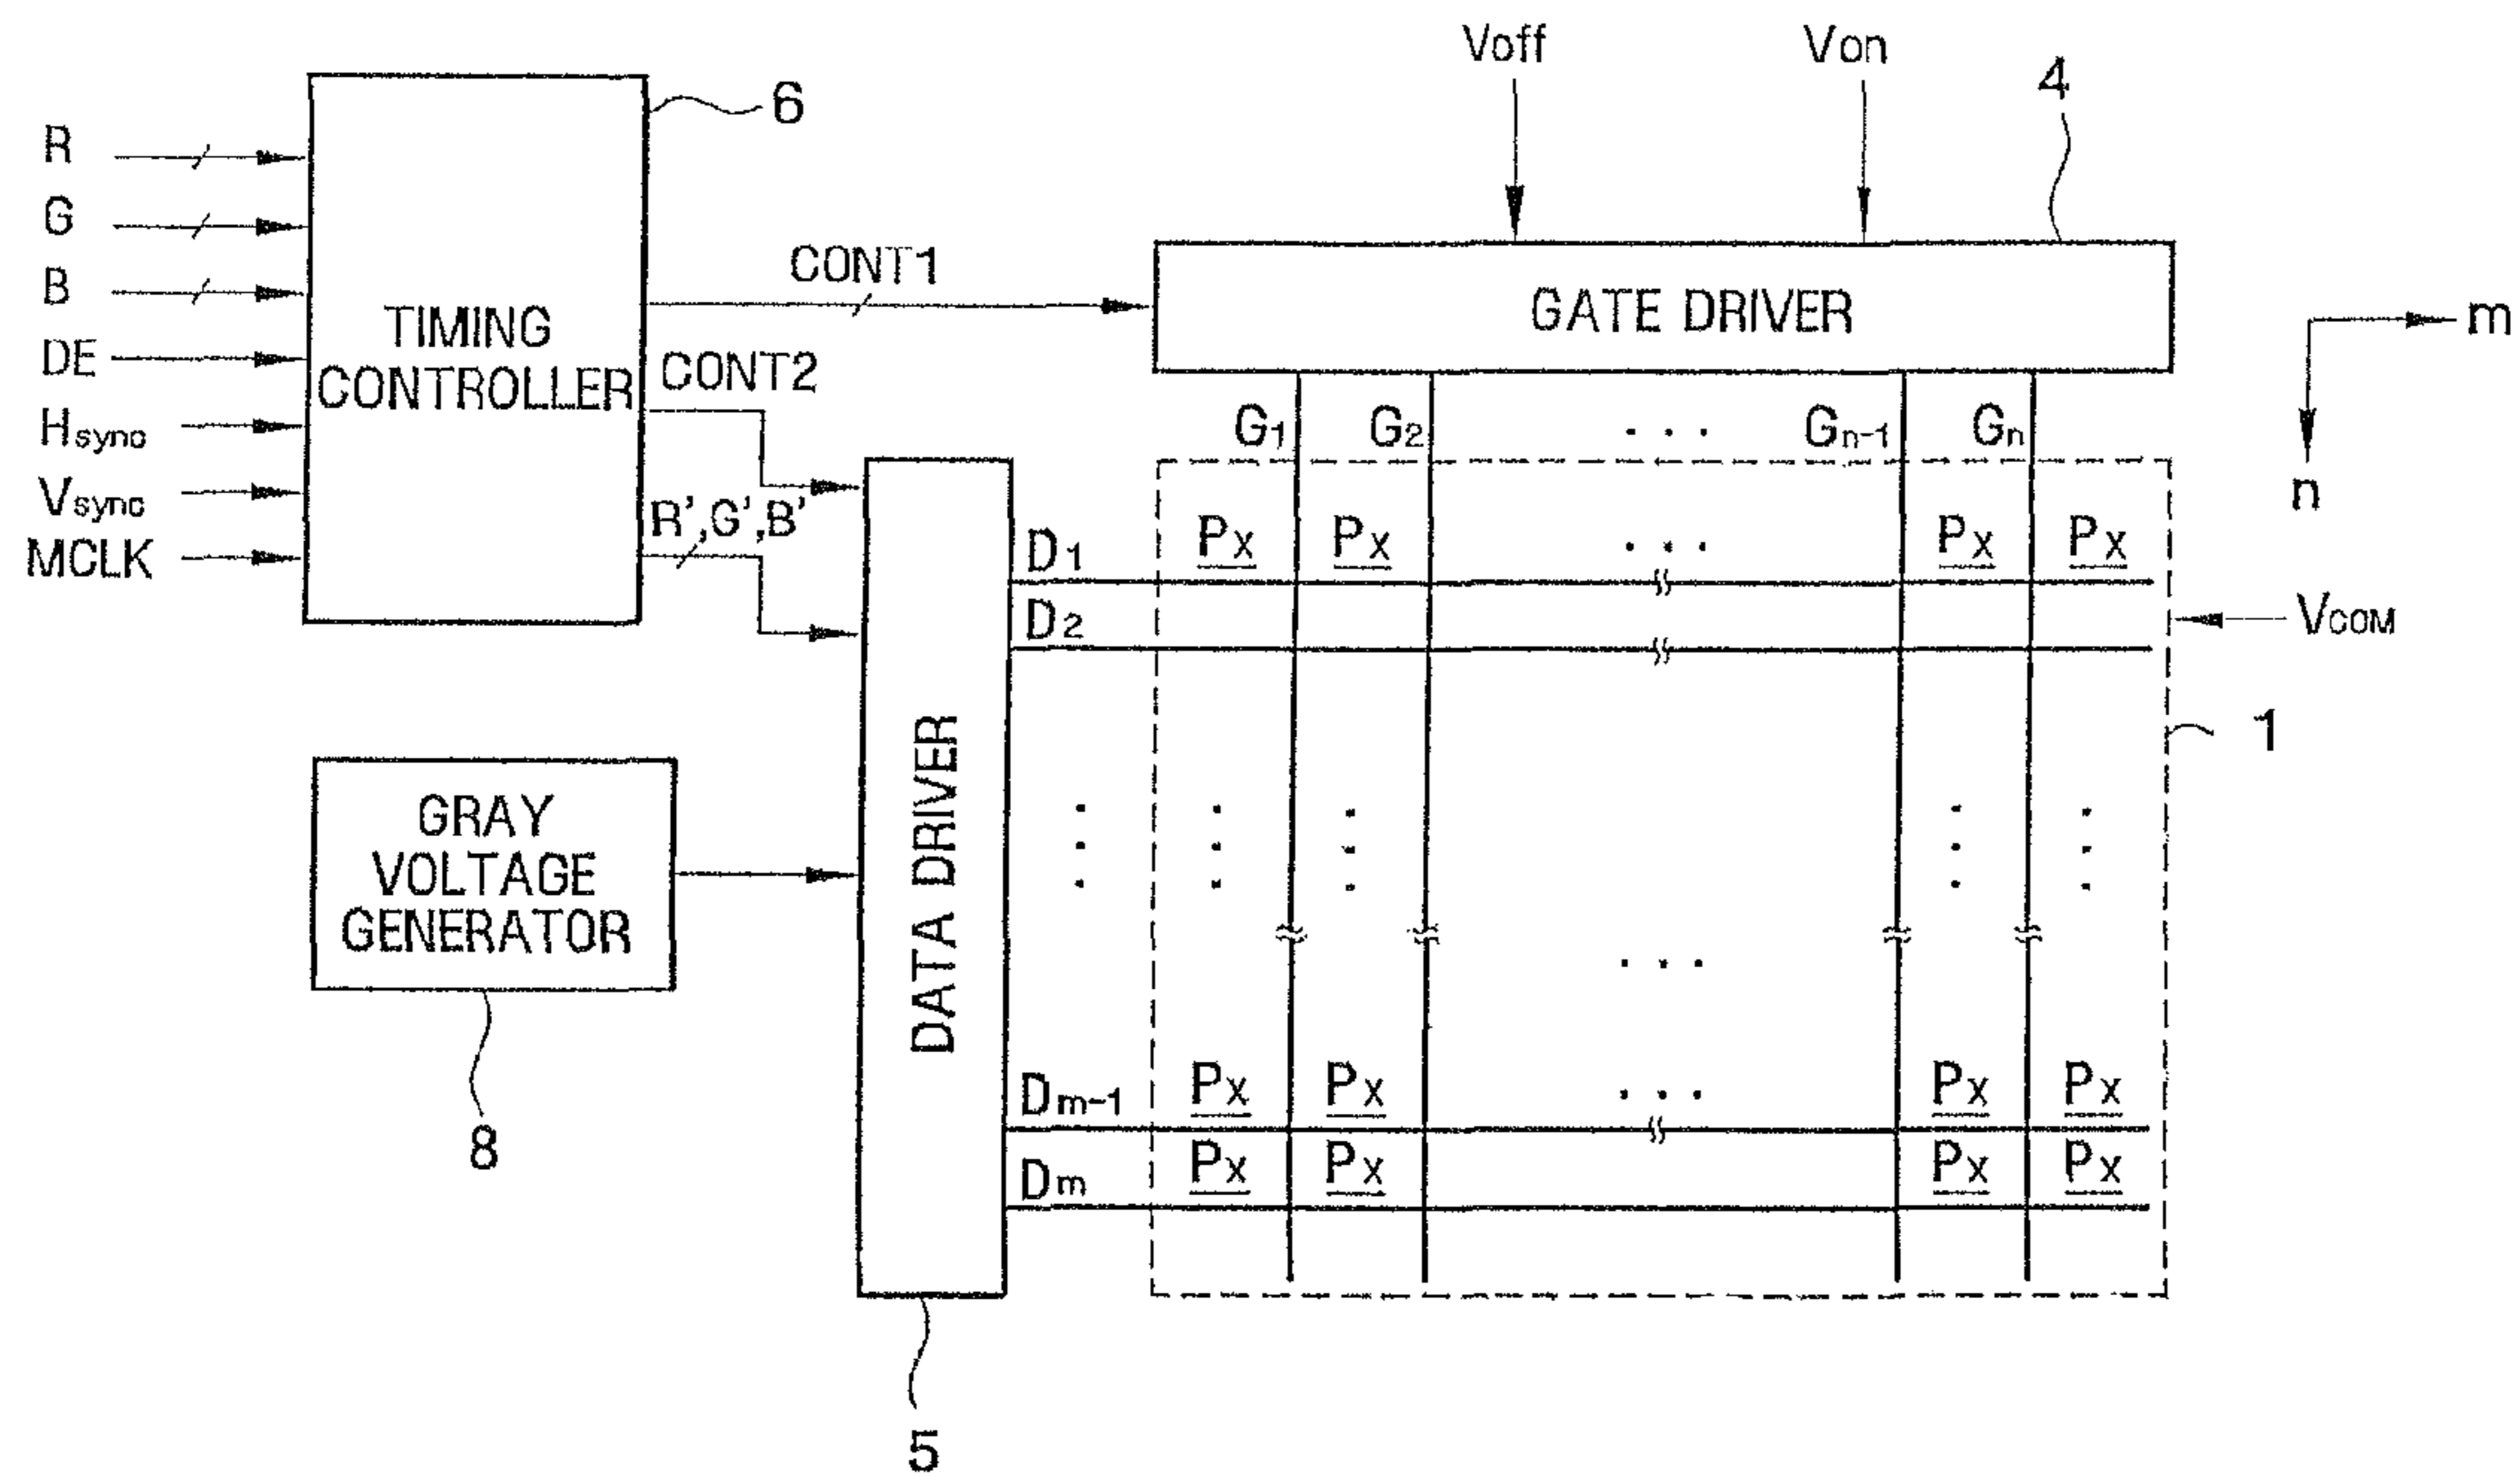 Voff Von
4
6
R
G
B
DE
Hsync
Vsync
MCLK
TIMING
CONTROLLER
CONT1
CONT2
R',G',B'
GATE DRIVER
m
n
G1 G2 ... Gn-1 Gn
D1 Px Px ... Px Px
D2
VCOM
1
GRAY
VOLTAGE
GENERATOR
8
DATA DRIVER
5
...
Dm-1 Px Px ... Px Px
Dm Px Px Px Px